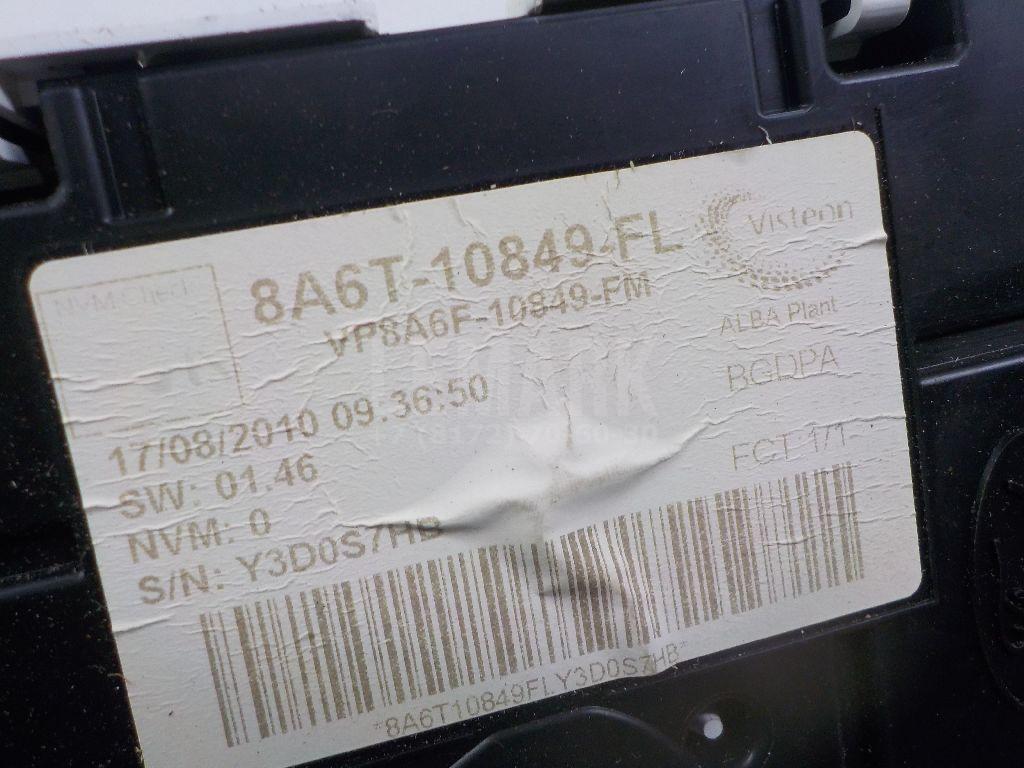 NVM Check
8A6T-10849-FL
VP8A6F-10849-FM
Visteon
ALBA Plant
BGDPA
17/08/2010 09:36:50
SW: 01.46
NVM: 0
FCT 1/1
S/N: Y3D0S7HB
*8A6T10849FLY3D0S7HB*